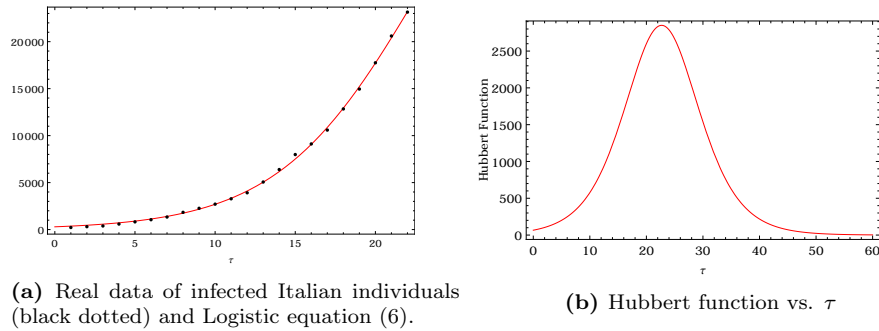 20000
15000
10000
5000
0
0 5 10 15 20
τ
(a) Real data of infected Italian individuals
(black dotted) and Logistic equation (6).
Hubbert Function
2500
2000
1500
1000
500
0
0 10 20 30 40 50 60
τ
(b) Hubbert function vs. τ